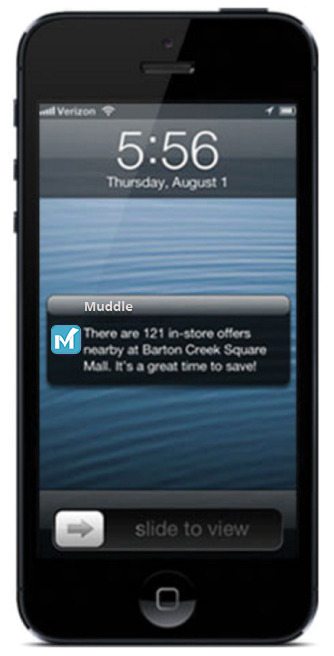 Verizon
5:56
Thursday, August 1
Muddle
There are 121 in-store offers
nearby at Barton Creek Square
Mall. It's a great time to save!
slide to view